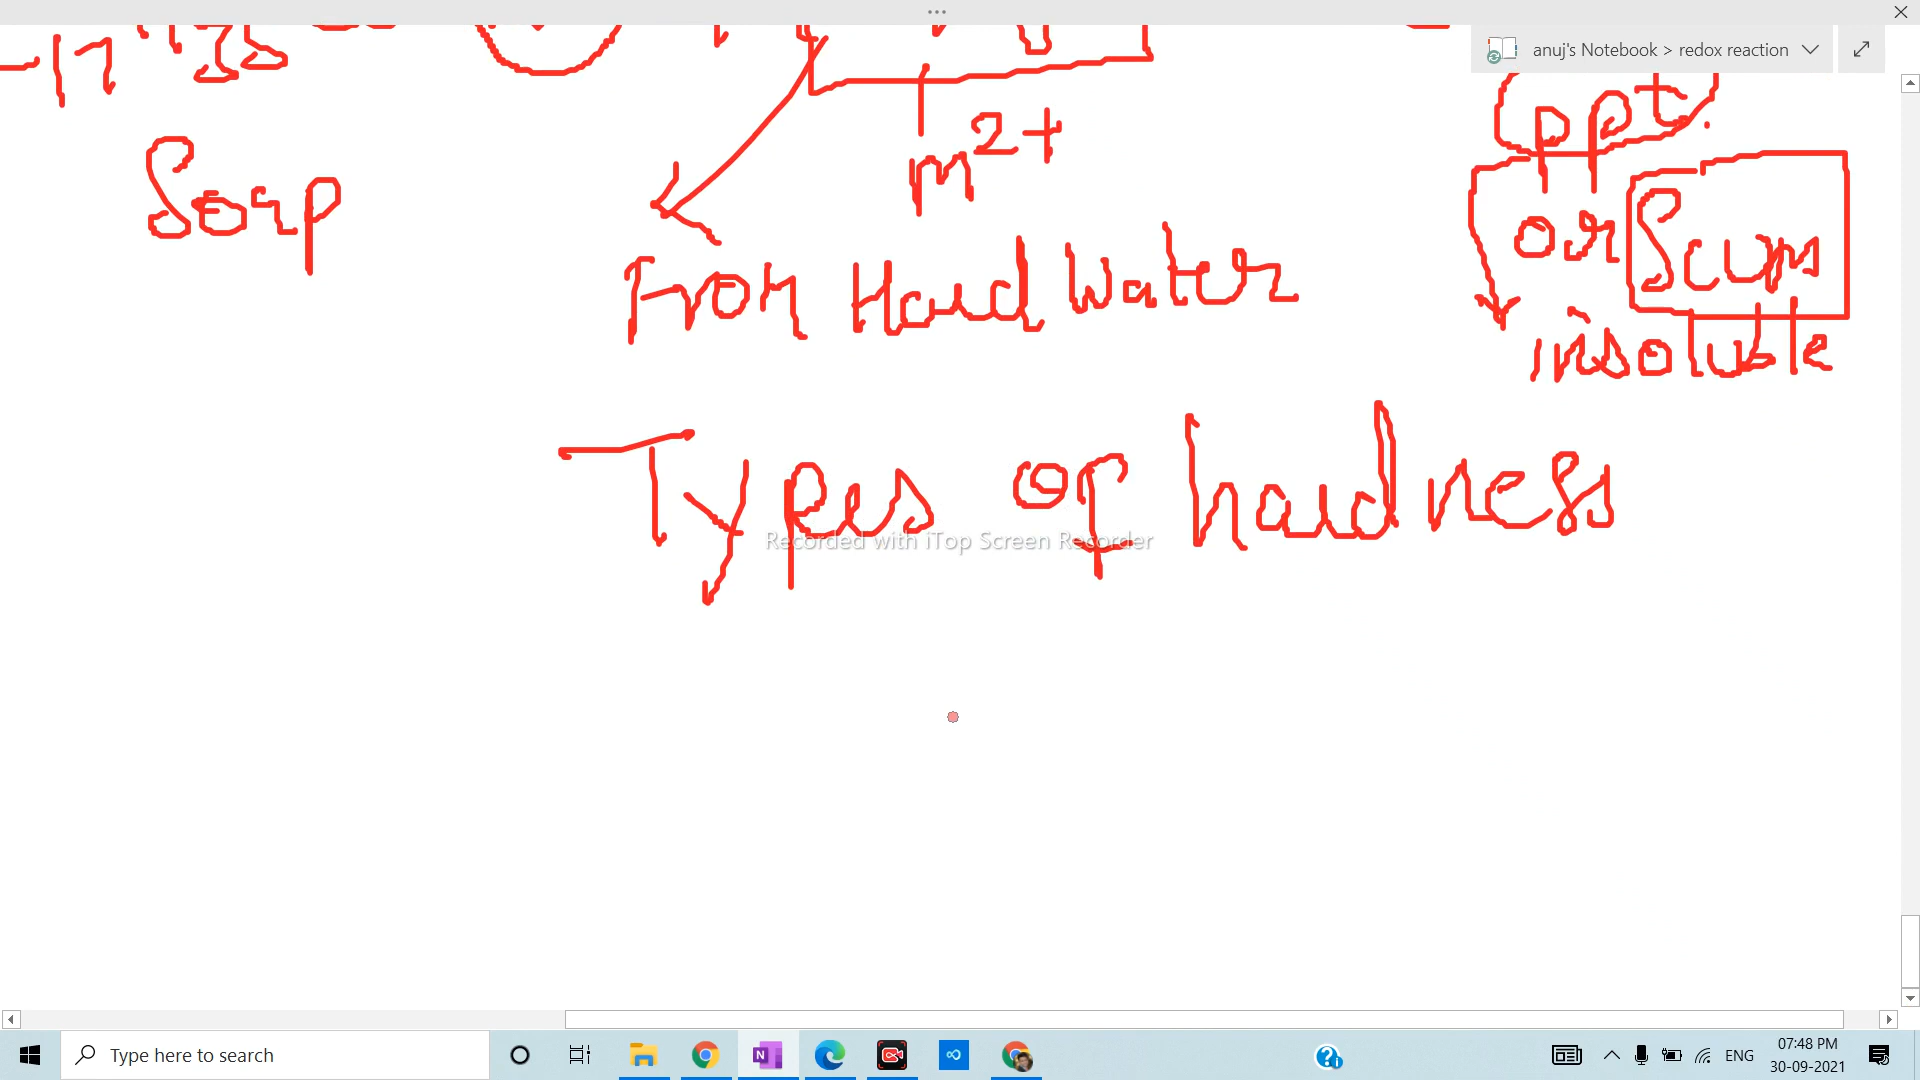 anuj's Notebook > redox reaction
ppt.
m2+
Soap
or Scum
From Hard Water
insoluble
Types of hardness
Recorded with iTop Screen Recorder
Type here to search
ENG
07:48 PM
30-09-2021